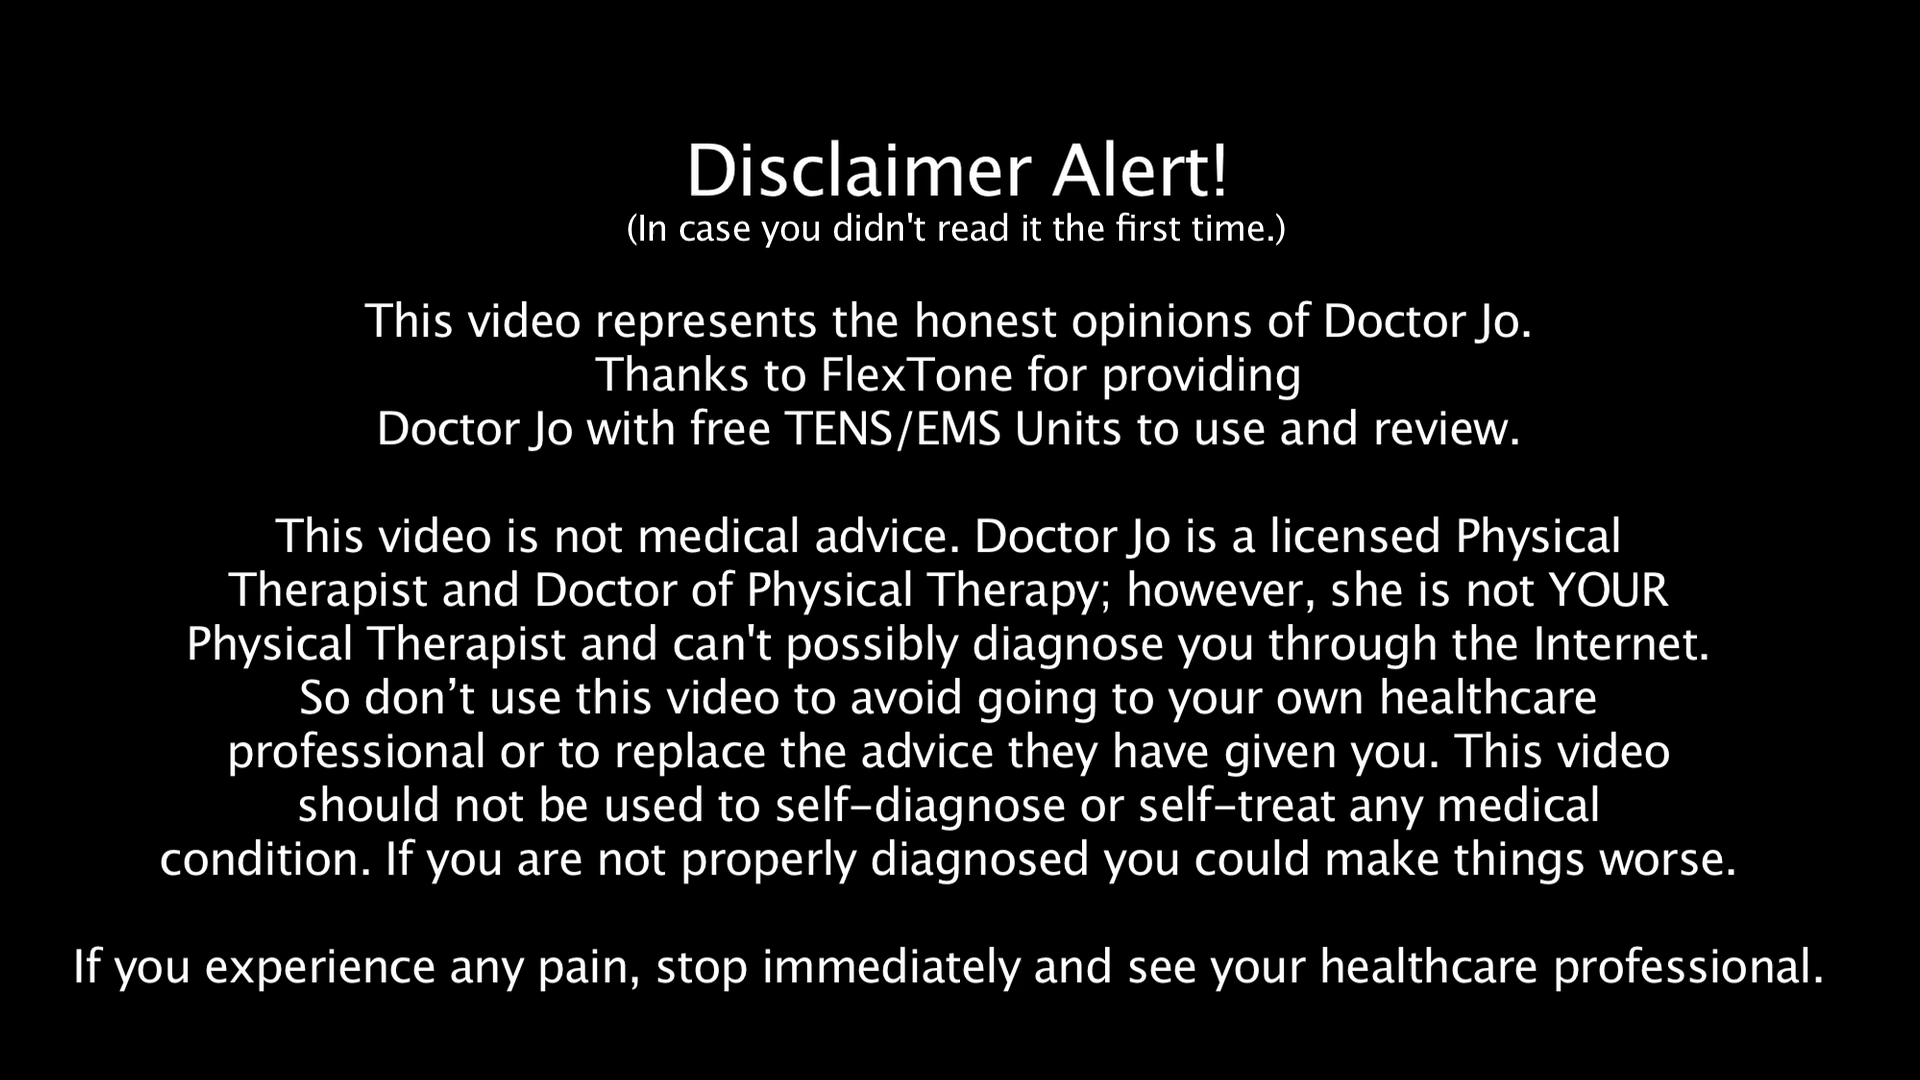 Disclaimer Alert!
(In case you didn't read it the first time.)
This video represents the honest opinions of Doctor Jo.
Thanks to FlexTone for providing
Doctor Jo with free TENS/EMS Units to use and review.
This video is not medical advice. Doctor Jo is a licensed Physical
Therapist and Doctor of Physical Therapy; however, she is not YOUR
Physical Therapist and can't possibly diagnose you through the Internet.
So don’t use this video to avoid going to your own healthcare
professional or to replace the advice they have given you. This video
should not be used to self-diagnose or self-treat any medical
condition. If you are not properly diagnosed you could make things worse.
If you experience any pain, stop immediately and see your healthcare professional.